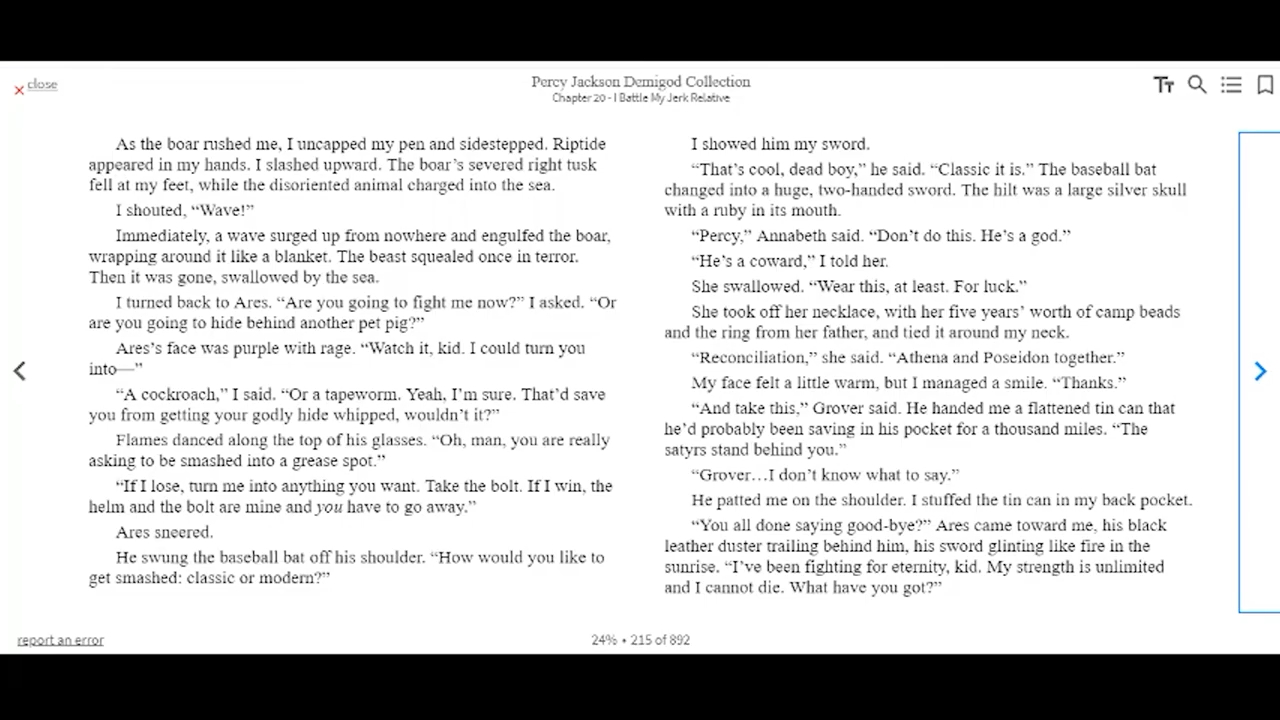 close
Percy Jackson Demigod Collection
Chapter 20 - I Battle My Jerk Relative
As the boar rushed me, I uncapped my pen and sidestepped. Riptide
appeared in my hands. I slashed upward. The boar’s severed right tusk
fell at my feet, while the disoriented animal charged into the sea.
I shouted, “Wave!”
Immediately, a wave surged up from nowhere and engulfed the boar,
wrapping around it like a blanket. The beast squealed once in terror.
Then it was gone, swallowed by the sea.
I turned back to Ares. “Are you going to fight me now?” I asked. “Or
are you going to hide behind another pet pig?”
Ares’s face was purple with rage. “Watch it, kid. I could turn you
into—”
“A cockroach,” I said. “Or a tapeworm. Yeah, I’m sure. That’d save
you from getting your godly hide whipped, wouldn’t it?”
Flames danced along the top of his glasses. “Oh, man, you are really
asking to be smashed into a grease spot.”
“If I lose, turn me into anything you want. Take the bolt. If I win, the
helm and the bolt are mine and you have to go away.”
Ares sneered.
He swung the baseball bat off his shoulder. “How would you like to
get smashed: classic or modern?”
I showed him my sword.
“That’s cool, dead boy,” he said. “Classic it is.” The baseball bat
changed into a huge, two-handed sword. The hilt was a large silver skull
with a ruby in its mouth.
“Percy,” Annabeth said. “Don’t do this. He’s a god.”
“He’s a coward,” I told her.
She swallowed. “Wear this, at least. For luck.”
She took off her necklace, with her five years’ worth of camp beads
and the ring from her father, and tied it around my neck.
“Reconciliation,” she said. “Athena and Poseidon together.”
My face felt a little warm, but I managed a smile. “Thanks.”
“And take this,” Grover said. He handed me a flattened tin can that
he’d probably been saving in his pocket for a thousand miles. “The
satyrs stand behind you.”
“Grover…I don’t know what to say.”
He patted me on the shoulder. I stuffed the tin can in my back pocket.
“You all done saying good-bye?” Ares came toward me, his black
leather duster trailing behind him, his sword glinting like fire in the
sunrise. “I’ve been fighting for eternity, kid. My strength is unlimited
and I cannot die. What have you got?”
report an error
24% • 215 of 892